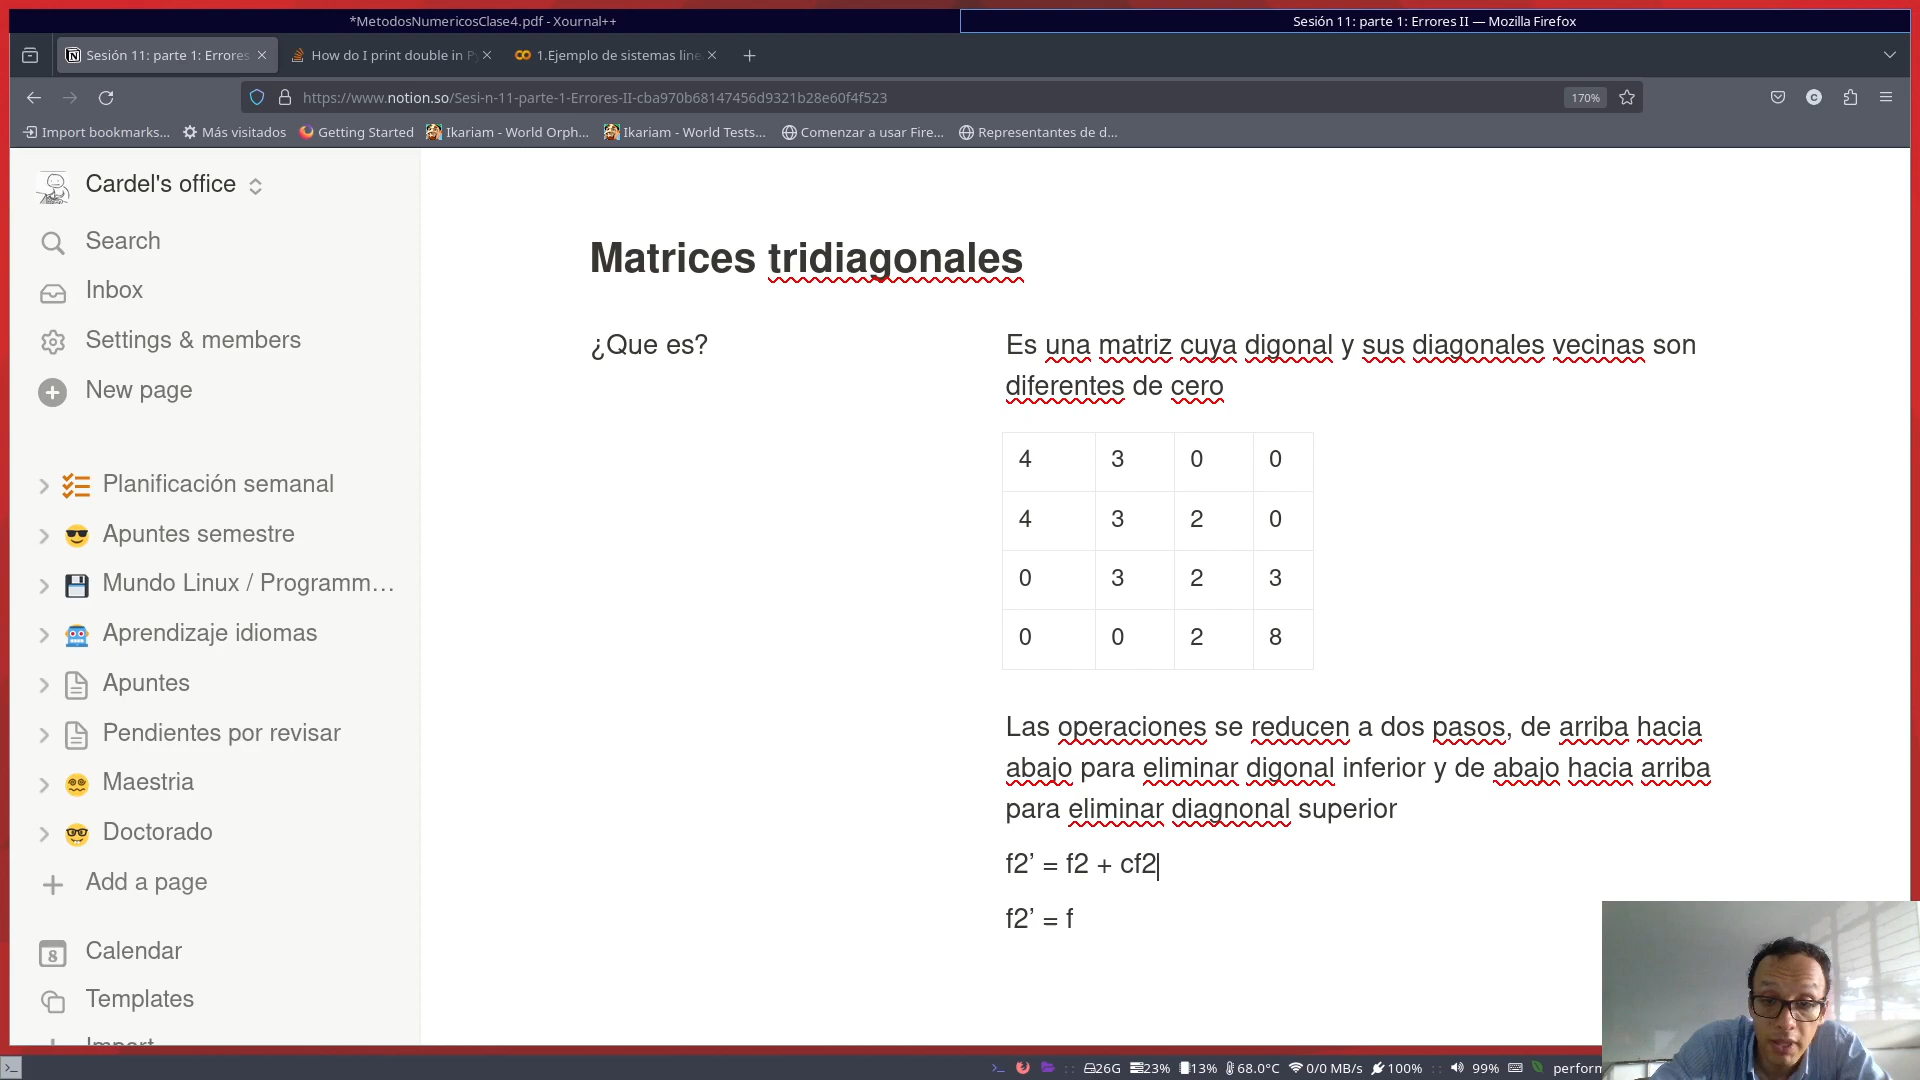 *MetodosNumericosClase4.pdf - Xournal++
Sesión 11: parte 1: Errores II — Mozilla Firefox
Sesión 11: parte 1: Errores
How do I print double in Py
1.Ejemplo de sistemas line
https://www.notion.so/Sesi-n-11-parte-1-Errores-II-cba970b68147456d9321b28e60f4f523
170%
Import bookmarks...
Más visitados
Getting Started
Ikariam - World Orph...
Ikariam - World Tests...
Comenzar a usar Fire...
Representantes de d...
Cardel's office
Search
Inbox
Settings & members
New page
Planificación semanal
Apuntes semestre
Mundo Linux / Programm...
Aprendizaje idiomas
Apuntes
Pendientes por revisar
Maestria
Doctorado
Add a page
Calendar
Templates
Import
Matrices tridiagonales
¿Que es?
Es una matriz cuya digonal y sus diagonales vecinas son
diferentes de cero
4 3 0 0
4 3 2 0
0 3 2 3
0 0 2 8
Las operaciones se reducen a dos pasos, de arriba hacia
abajo para eliminar digonal inferior y de abajo hacia arriba
para eliminar diagnonal superior
f2’ = f2 + cf2
f2’ = f
26G 23% 13% 68.0°C 0/0 MB/s 100% :: 99% perform